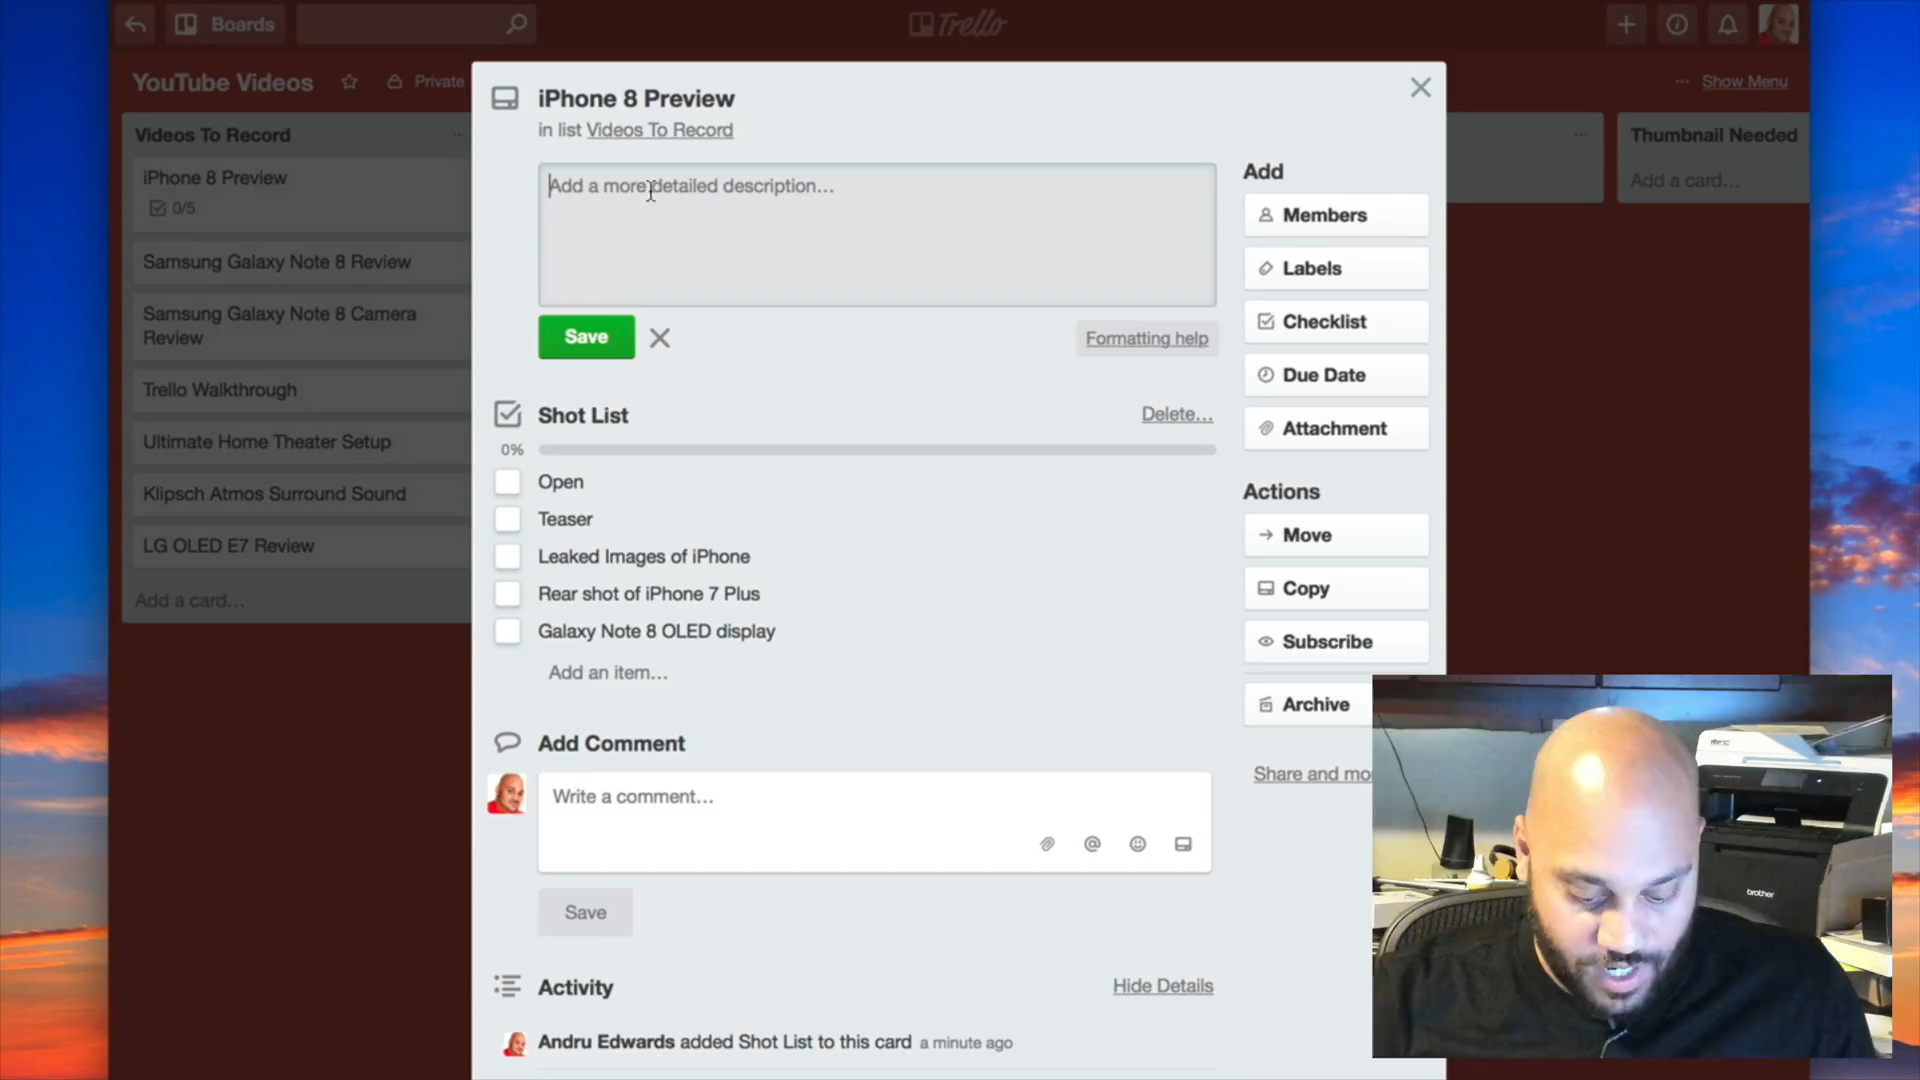 Boards
Trello
YouTube Videos
Private
Show Menu
Videos To Record
iPhone 8 Preview
0/5
Samsung Galaxy Note 8 Review
Samsung Galaxy Note 8 Camera
Review
Trello Walkthrough
Ultimate Home Theater Setup
Klipsch Atmos Surround Sound
LG OLED E7 Review
Add a card...
iPhone 8 Preview
in list Videos To Record
Add a more detailed description...
Save
Formatting help
Shot List
Delete...
0%
Open
Teaser
Leaked Images of iPhone
Rear shot of iPhone 7 Plus
Galaxy Note 8 OLED display
Add an item...
Add Comment
Write a comment...
Save
Activity
Hide Details
Andru Edwards added Shot List to this card a minute ago
Add
Members
Labels
Checklist
Due Date
Attachment
Actions
Move
Copy
Subscribe
Archive
Share and mo
Thumbnail Needed
Add a card...
MFC
brother